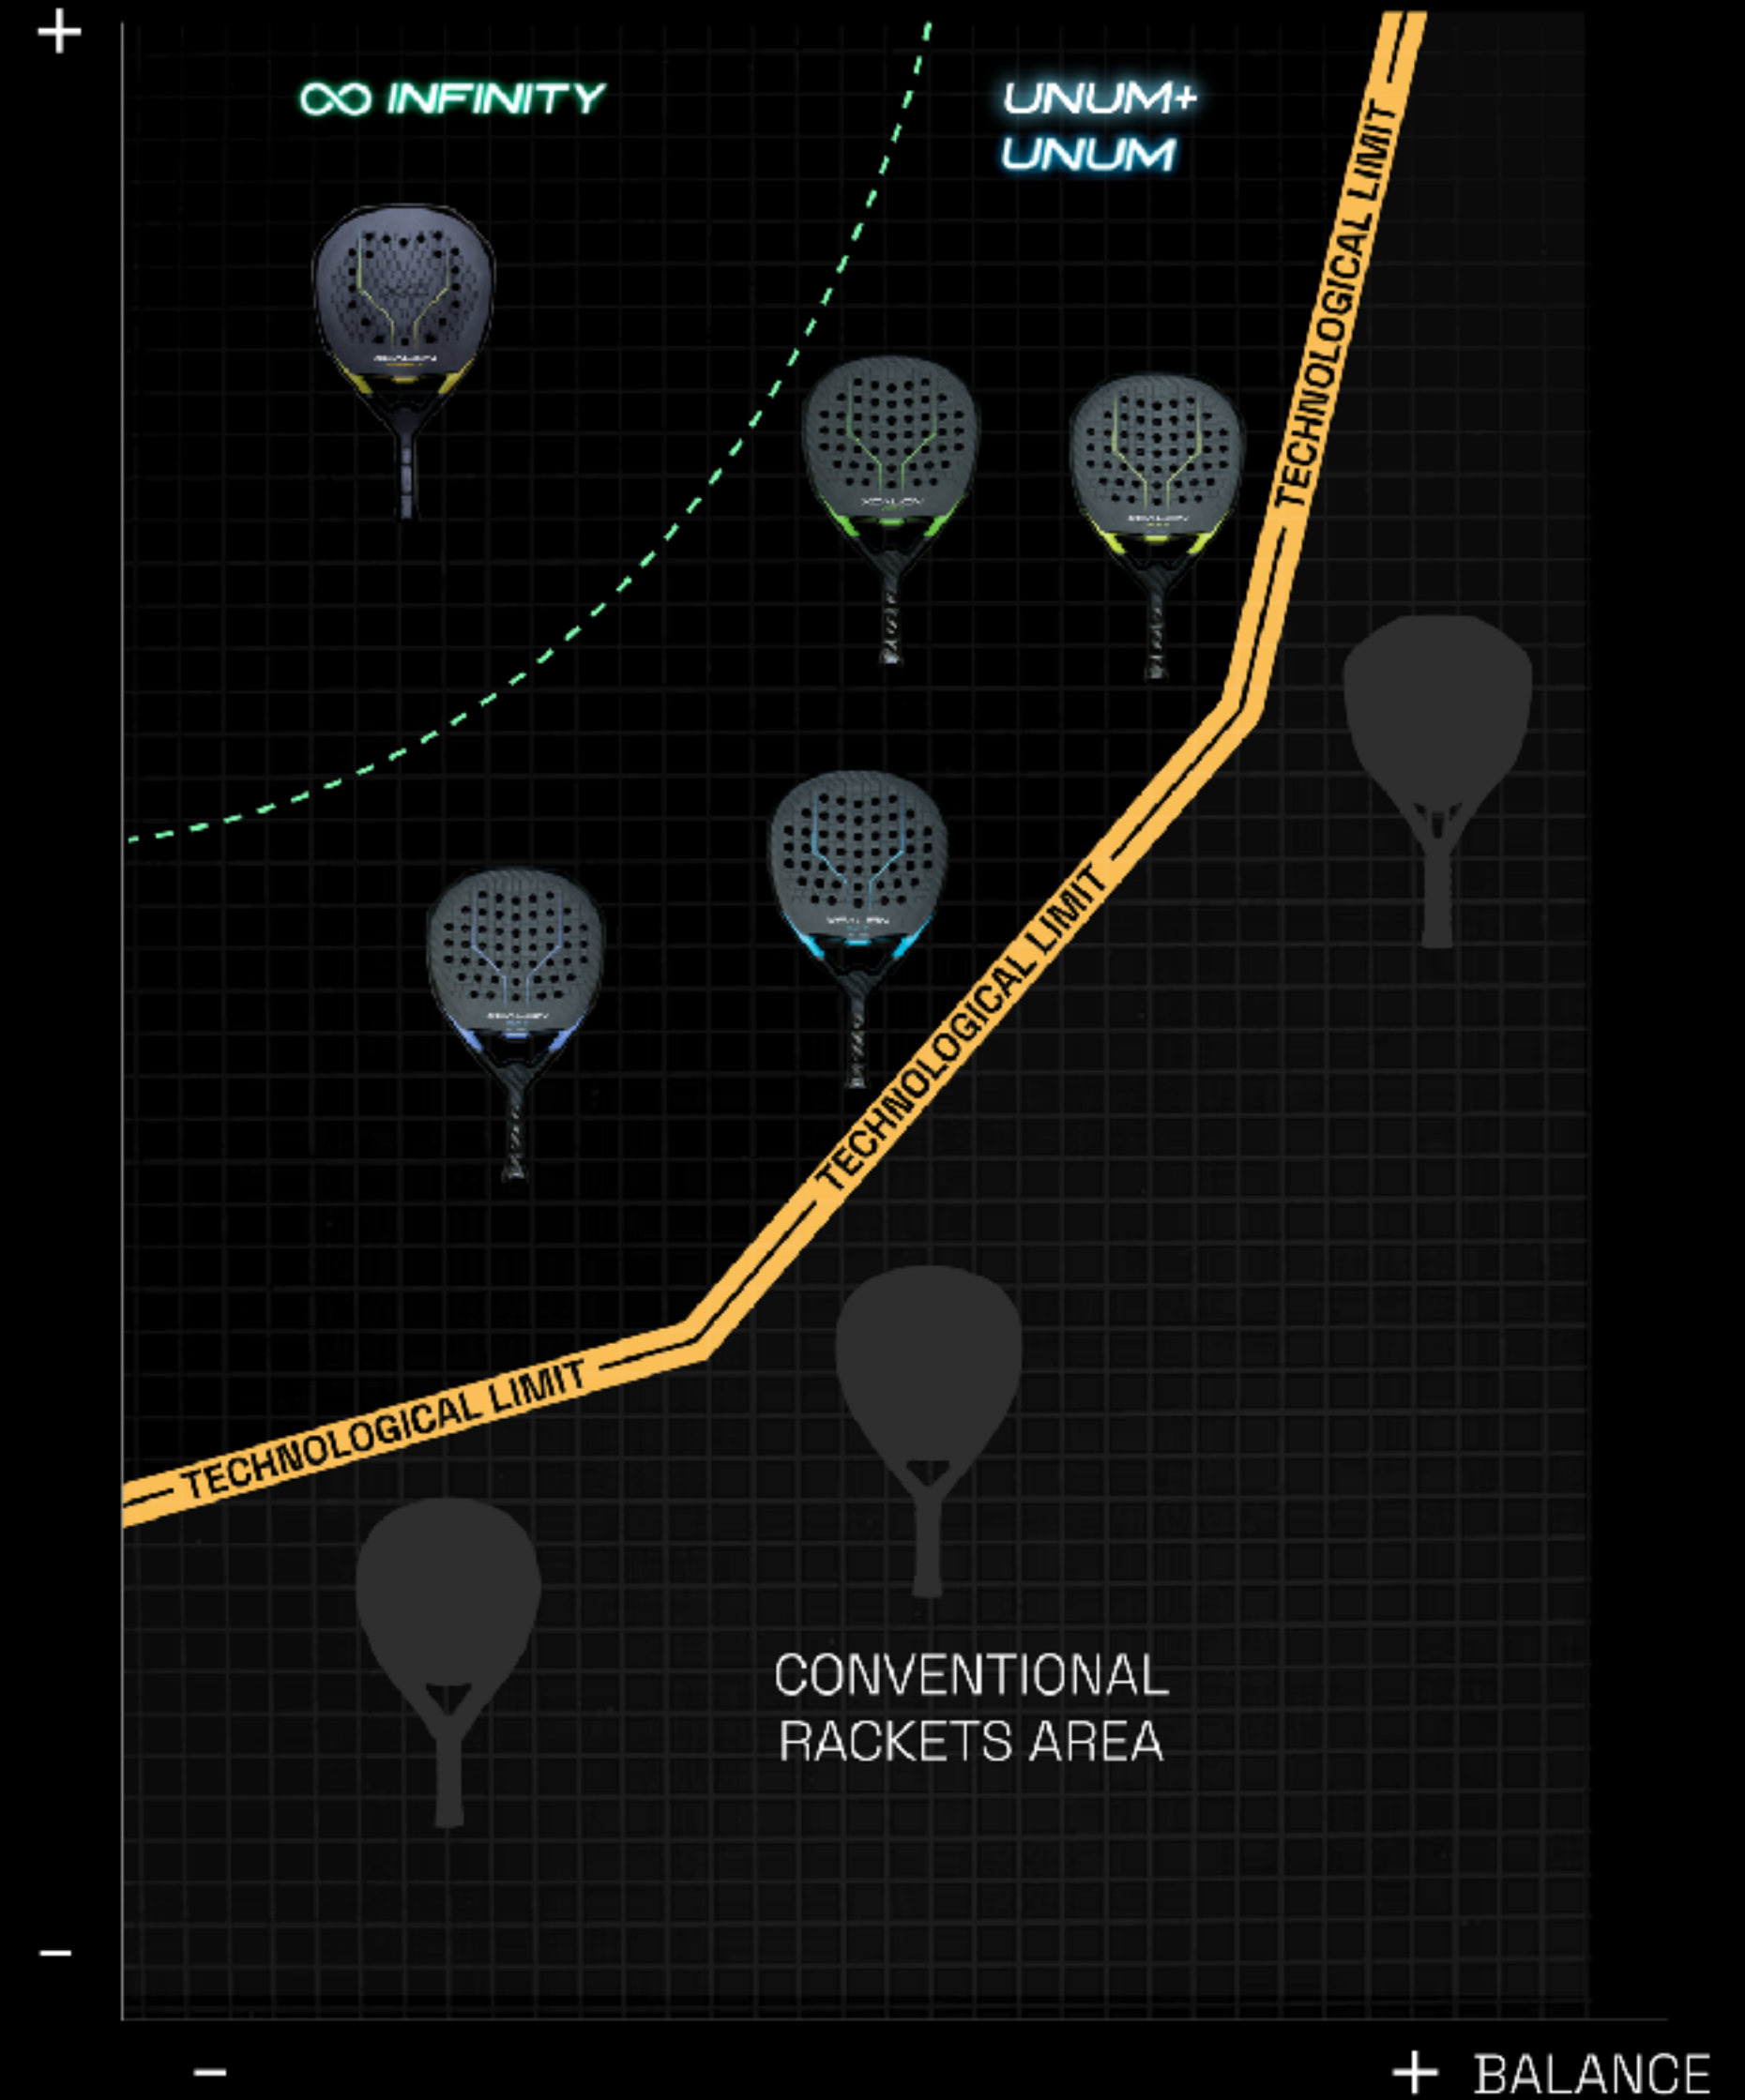 +
∞ INFINITY
UNUM+
UNUM
TECHNOLOGICAL LIMIT
TECHNOLOGICAL LIMIT
TECHNOLOGICAL LIMIT
CONVENTIONAL
RACKETS AREA
−
−
+ BALANCE